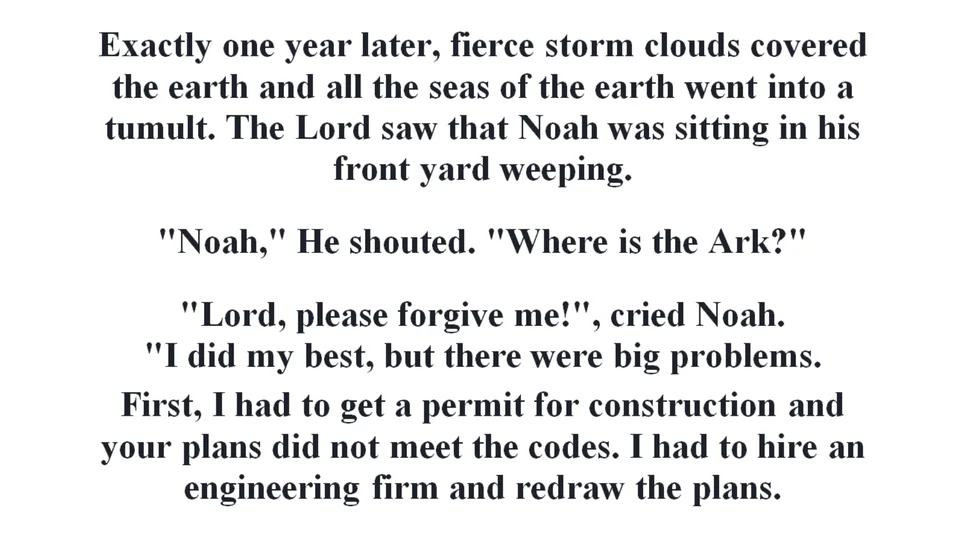 Exactly one year later, fierce storm clouds covered
the earth and all the seas of the earth went into a
tumult. The Lord saw that Noah was sitting in his
front yard weeping.
"Noah," He shouted. "Where is the Ark?"
"Lord, please forgive me!", cried Noah.
"I did my best, but there were big problems.
First, I had to get a permit for construction and
your plans did not meet the codes. I had to hire an
engineering firm and redraw the plans.